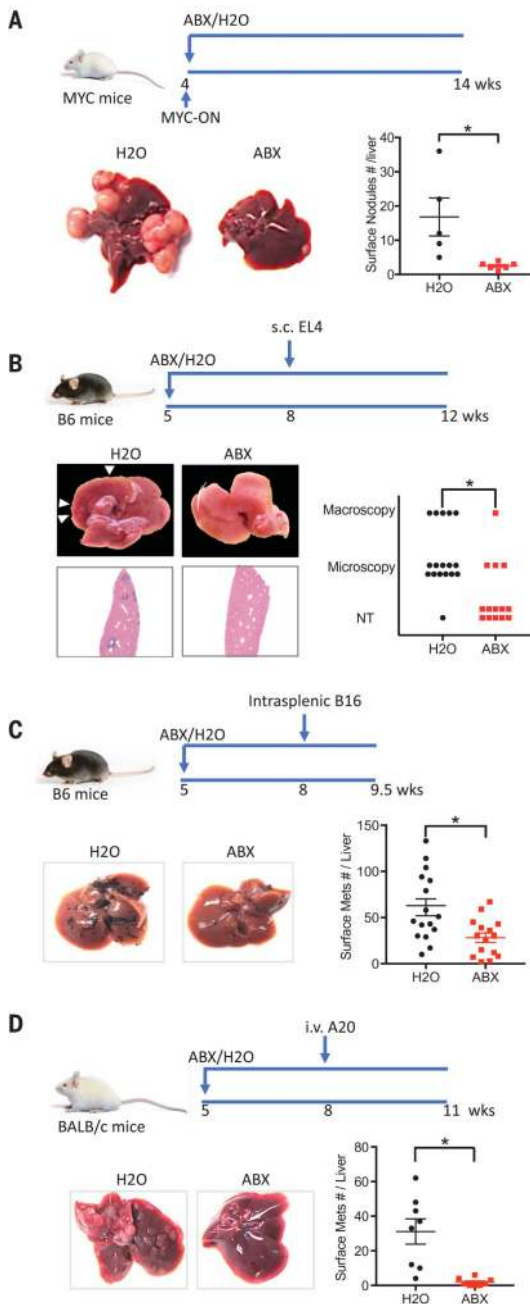 A
ABX/H2O
MYC mice
4
14 wks
MYC-ON
H2O
ABX
Surface Nodules # /liver
40
30
20
10
0
*
H2O
ABX
s.c. EL4
B
ABX/H2O
B6 mice
5
8
12 wks
H2O
ABX
*
Macroscopy
Microscopy
NT
H2O
ABX
Intrasplenic B16
C
ABX/H2O
B6 mice
5
8
9.5 wks
H2O
ABX
Surface Mets # / Liver
150
100
50
0
*
H2O
ABX
D
i.v. A20
ABX/H2O
BALB/c mice
5
8
11 wks
H2O
ABX
Surface Mets # / Liver
80
60
40
20
0
*
H2O
ABX